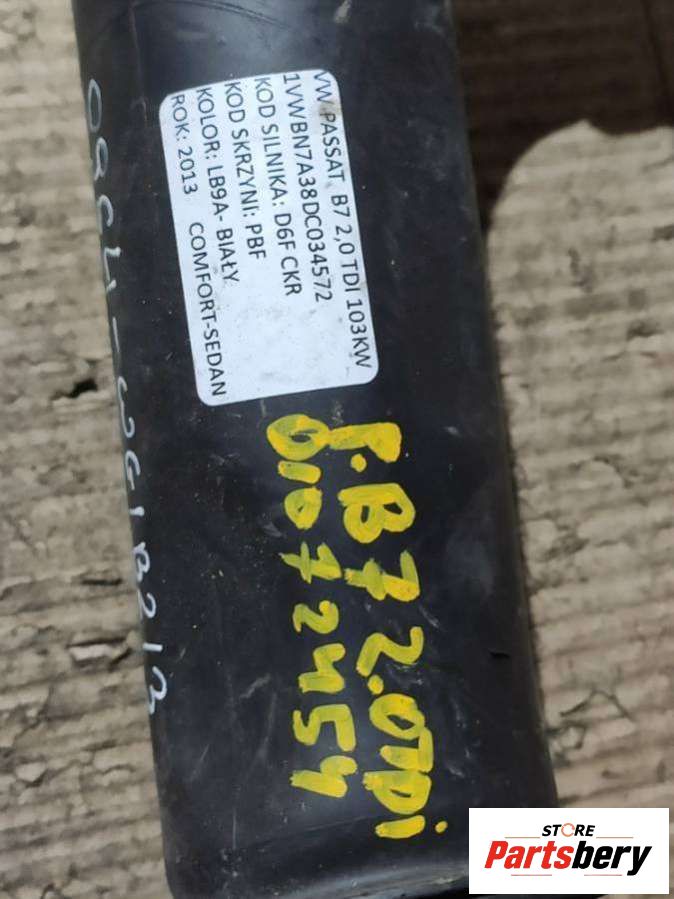 VW PASSAT B7 2,0 TDI 103KW
1VWBN7A38DC034572
KOD SILNIKA: D6F CKR
KOD SKRZYNI: PBF
KOLOR: LB9A- BIAŁY
ROK: 2013 COMFORT-SEDAN
P.B7 2.0TDi
01072454
STORE
Partsbery